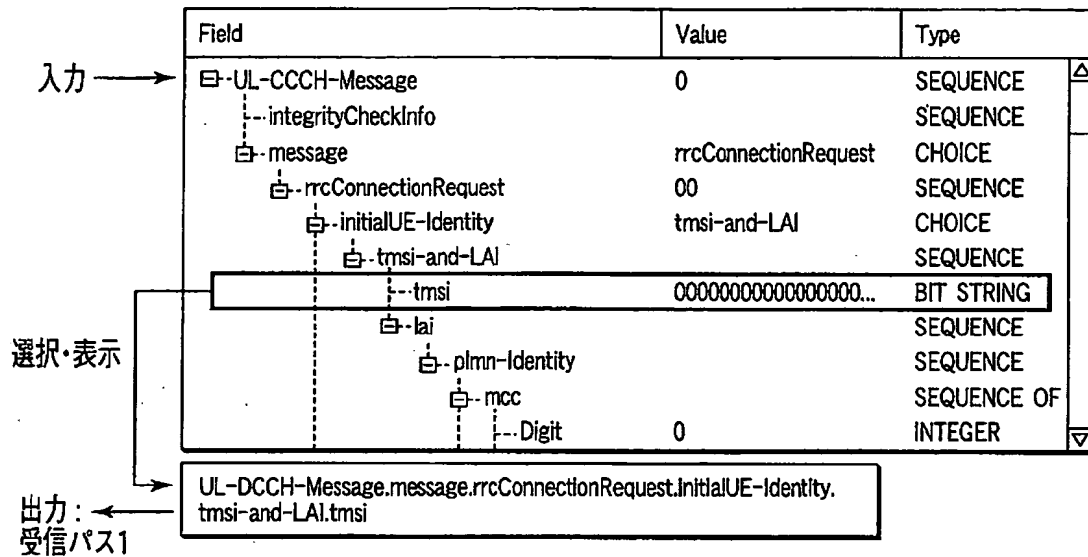 Field Value Type
入力 UL-CCCH-Message 0 SEQUENCE
integrityCheckInfo SEQUENCE
message rrcConnectionRequest CHOICE
rrcConnectionRequest 00 SEQUENCE
initialUE-Identity tmsi-and-LAI CHOICE
tmsi-and-LAI SEQUENCE
tmsi 00000000000000000... BIT STRING
lai SEQUENCE
選択・表示 plmn-Identity SEQUENCE
mcc SEQUENCE OF
Digit 0 INTEGER
UL-DCCH-Message.message.rrcConnectionRequest.initialUE-Identity.
tmsi-and-LAI.tmsi
出力:
受信パス1